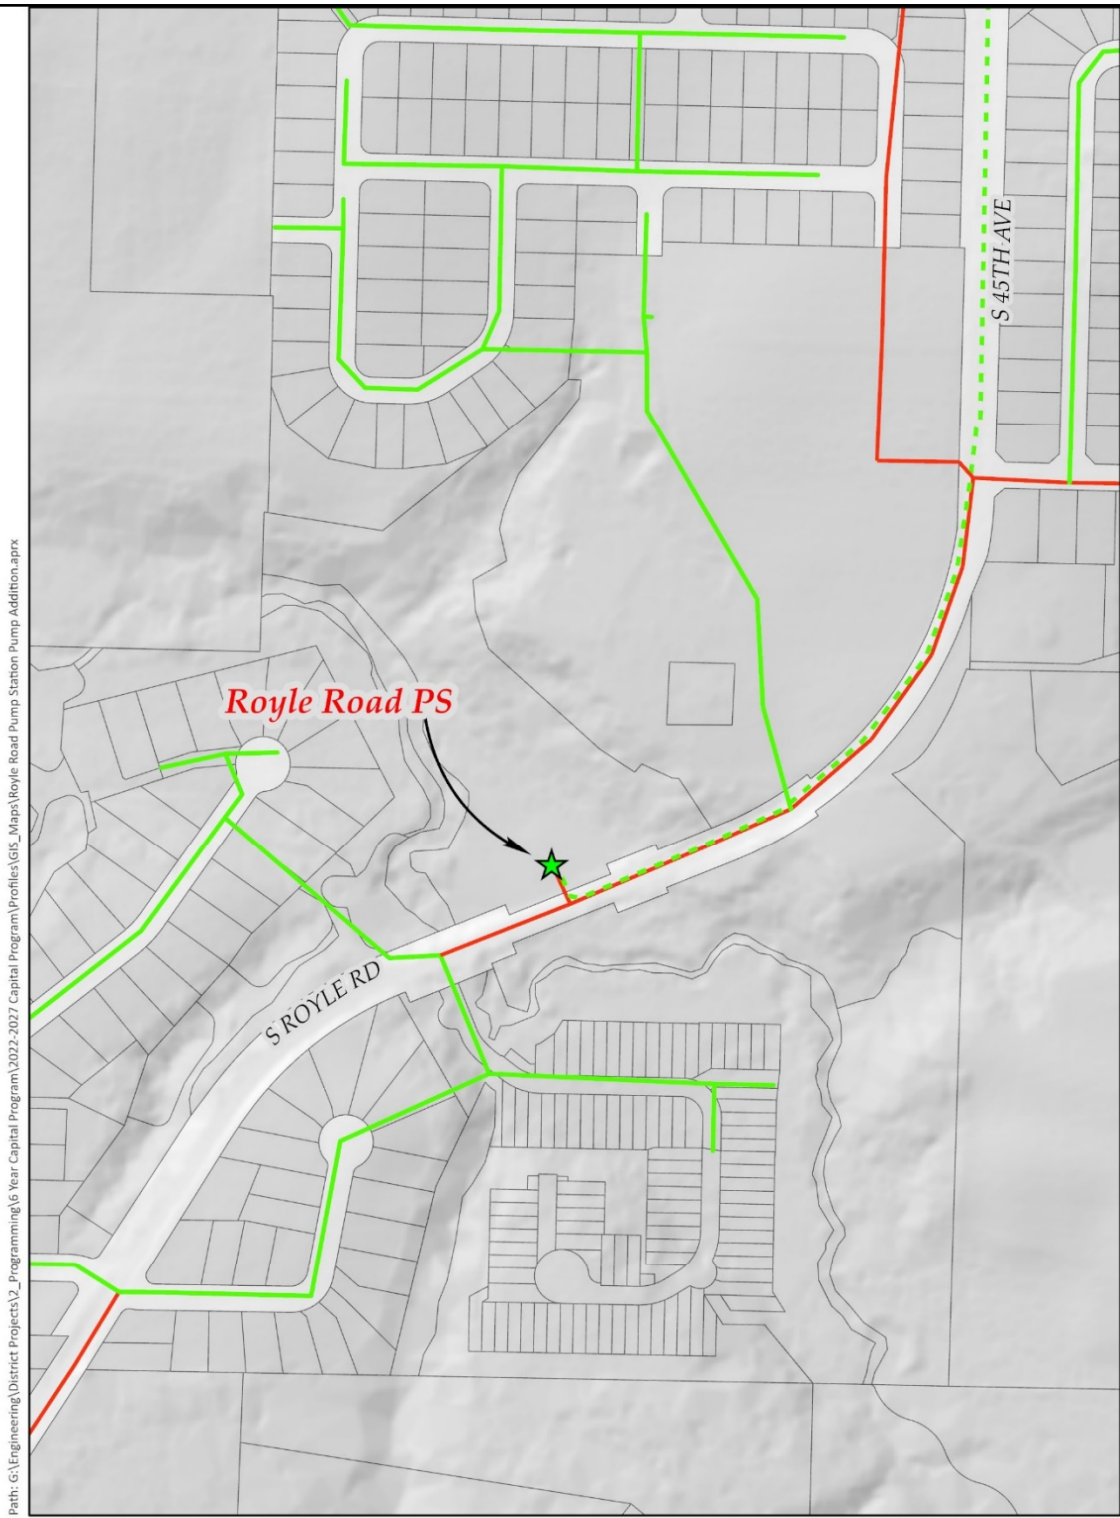 S 45TH AVE
Royle Road PS
S ROYLE RD
Path: G:\Engineering\District Projects\2_Programming\6 Year Capital Program\2022-2027 Capital Program\Profiles\GIS_Maps\Royle Road Pump Station Pump Addition.aprx